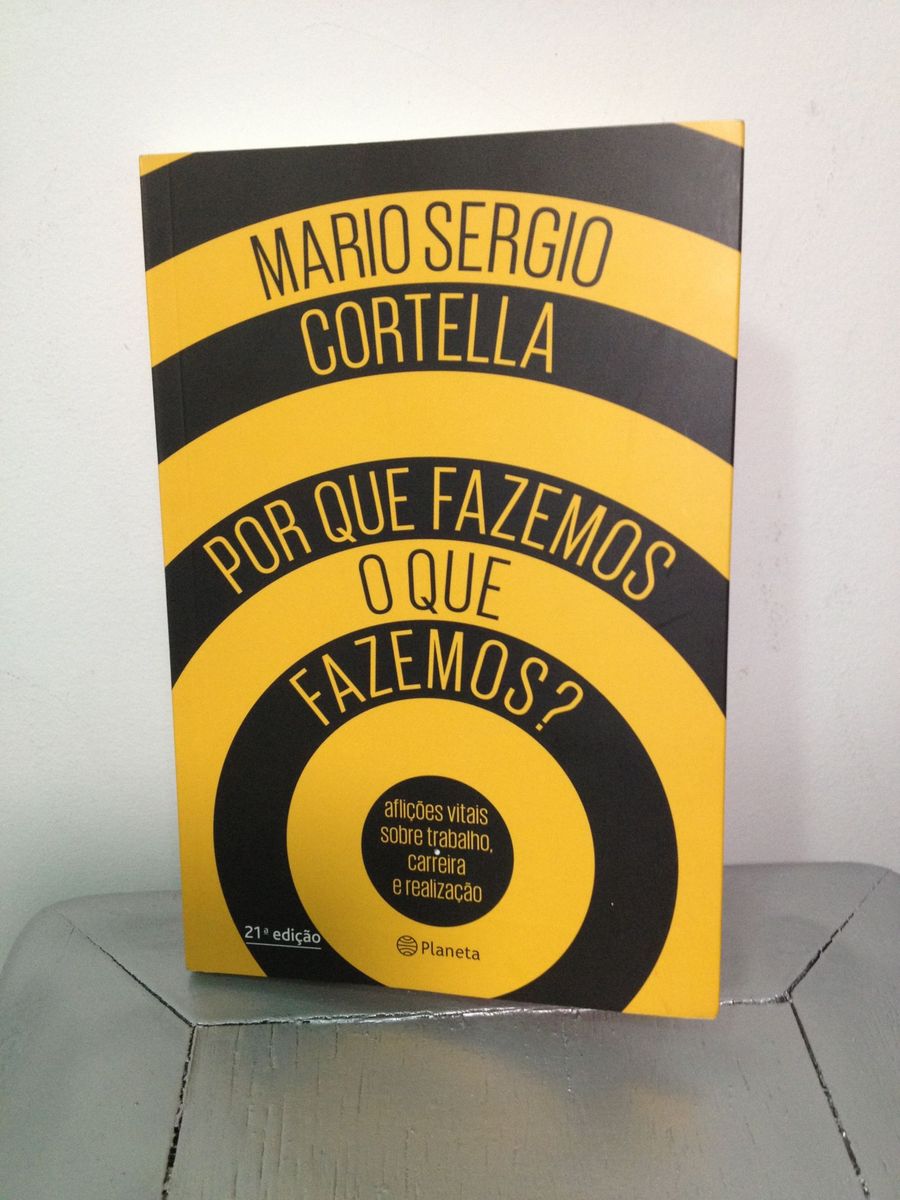 MARIO SERGIO
CORTELLA
POR QUE FAZEMOS
O QUE
FAZEMOS?
aflições vitais
sobre trabalho,
carreira
e realização
21ª edição
Planeta